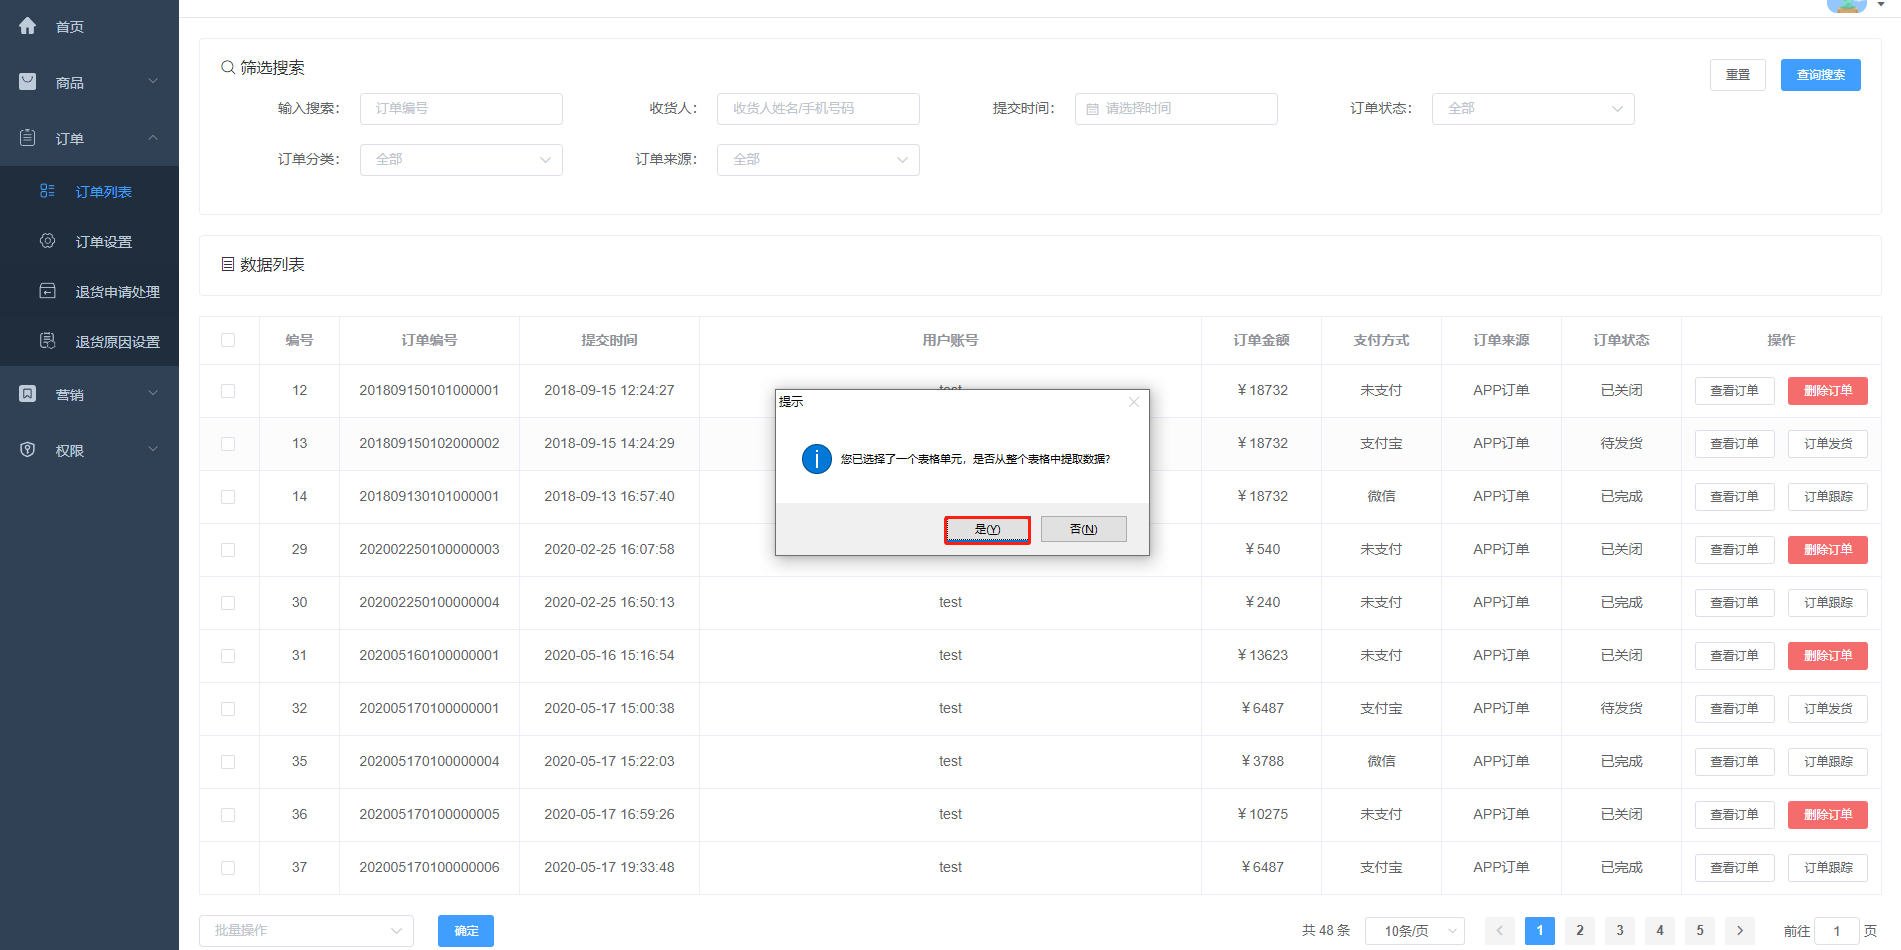 首页
商品
订单
订单列表
订单设置
退货申请处理
退货原因设置
营销
权限
筛选搜索
重置 查询搜索
输入搜索： 订单编号 收货人： 收货人姓名/手机号码 提交时间： 请选择时间 订单状态： 全部
订单分类： 全部 订单来源： 全部
数据列表
编号 订单编号 提交时间 用户账号 订单金额 支付方式 订单来源 订单状态 操作
12 201809150101000001 2018-09-15 12:24:27 test ￥18732 未支付 APP订单 已关闭 查看订单 删除订单
13 201809150102000002 2018-09-15 14:24:29 ￥18732 支付宝 APP订单 待发货 查看订单 订单发货
14 201809130101000001 2018-09-13 16:57:40 ￥18732 微信 APP订单 已完成 查看订单 订单跟踪
29 202002250100000003 2020-02-25 16:07:58 ￥540 未支付 APP订单 已关闭 查看订单 删除订单
30 202002250100000004 2020-02-25 16:50:13 test ￥240 未支付 APP订单 已完成 查看订单 订单跟踪
31 202005160100000001 2020-05-16 15:16:54 test ￥13623 未支付 APP订单 已关闭 查看订单 删除订单
32 202005170100000001 2020-05-17 15:00:38 test ￥6487 支付宝 APP订单 待发货 查看订单 订单发货
35 202005170100000004 2020-05-17 15:22:03 test ￥3788 微信 APP订单 已完成 查看订单 订单跟踪
36 202005170100000005 2020-05-17 16:59:26 test ￥10275 未支付 APP订单 已关闭 查看订单 删除订单
37 202005170100000006 2020-05-17 19:33:48 test ￥6487 支付宝 APP订单 已完成 查看订单 订单跟踪
提示
您已选择了一个表格单元，是否从整个表格中提取数据?
是(Y) 否(N)
批量操作 确定 共 48 条 10条/页 1 2 3 4 5 前往 1 页